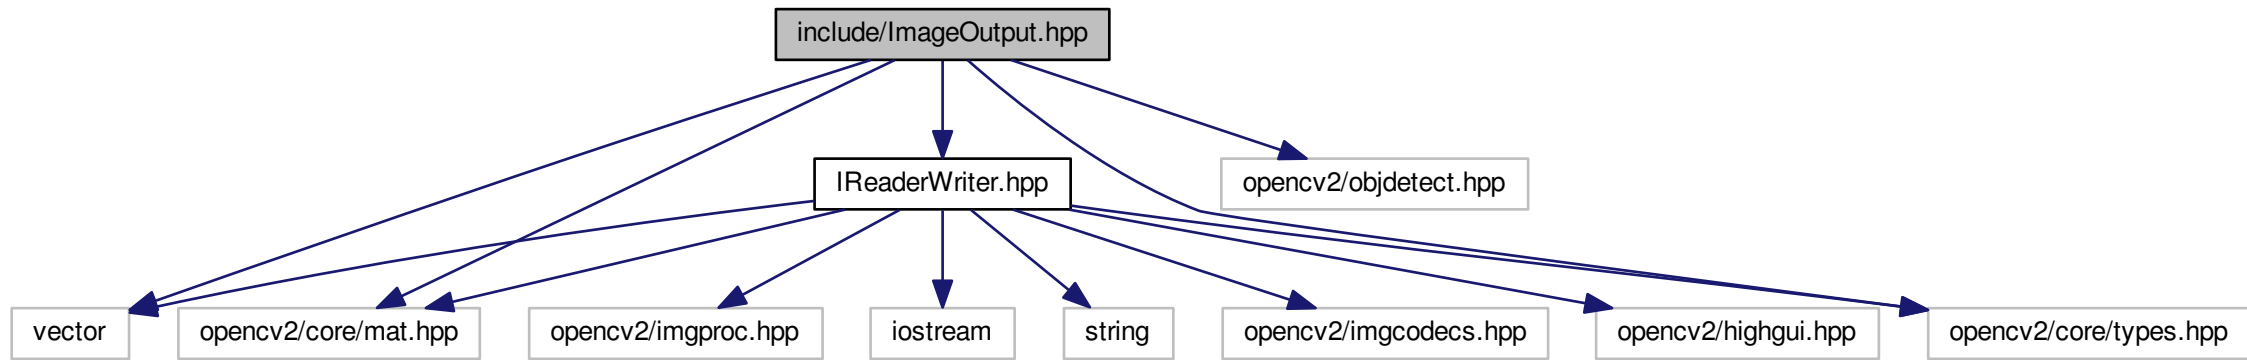 include/ImageOutput.hpp
IReaderWriter.hpp
opencv2/objdetect.hpp
vector
opencv2/core/mat.hpp
opencv2/imgproc.hpp
iostream
string
opencv2/imgcodecs.hpp
opencv2/highgui.hpp
opencv2/core/types.hpp